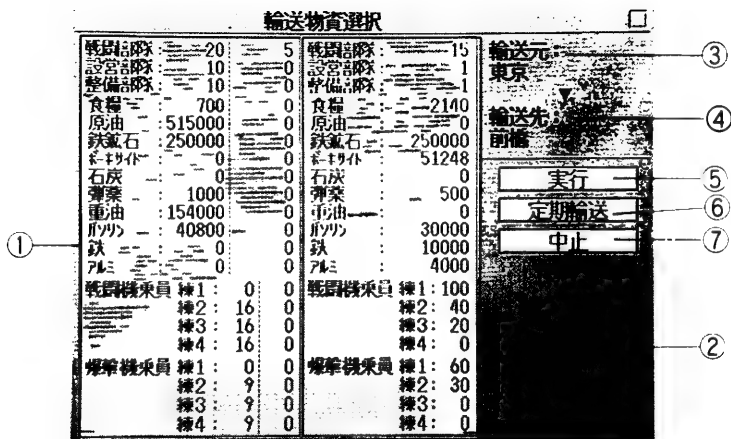 輸送物資選択
戦闘部隊: 20 5 戦闘部隊: 15
設営部隊: 10 0 設営部隊: 1
整備部隊: 10 0 整備部隊: 1
食糧: 700 0 食糧: 2140
原油: 515000 0 原油: 0
鉄鉱石: 250000 0 鉄鉱石: 250000
ボーキサイト: 0 0 ボーキサイト: 51248
石炭: 0 0 石炭: 0
弾薬: 1000 0 弾薬: 500
重油: 154000 0 重油: 0
ガソリン: 40800 0 ガソリン: 30000
鉄: 0 0 鉄: 10000
アルミ: 0 0 アルミ: 4000
戦闘機乗員 練1: 0 0 戦闘機乗員 練1: 100
練2: 16 0 練2: 40
練3: 16 0 練3: 20
練4: 16 0 練4: 0
爆撃機乗員 練1: 0 0 爆撃機乗員 練1: 60
練2: 9 0 練2: 30
練3: 9 0 練3: 0
練4: 9 0 練4: 0
輸送元:
東京
▼
輸送先:
前橋
実行
定期輸送
中止
①
②
③
④
⑤
⑥
⑦